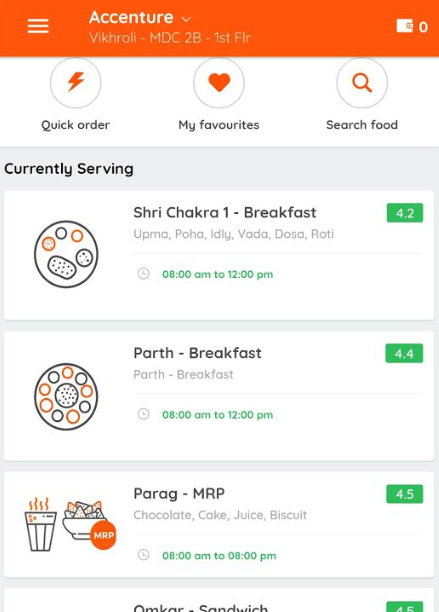 Accenture
Vikhroli - MDC 2B - 1st Flr
0
Quick order
My favourites
Search food
Currently Serving
Shri Chakra 1 - Breakfast
4.2
Upma, Poha, Idly, Vada, Dosa, Roti
08:00 am to 12:00 pm
Parth - Breakfast
4.4
Parth - Breakfast
08:00 am to 12:00 pm
Parag - MRP
4.5
Chocolate, Cake, Juice, Biscuit
MRP
08:00 am to 08:00 pm
Omkar - Sandwich
4.5